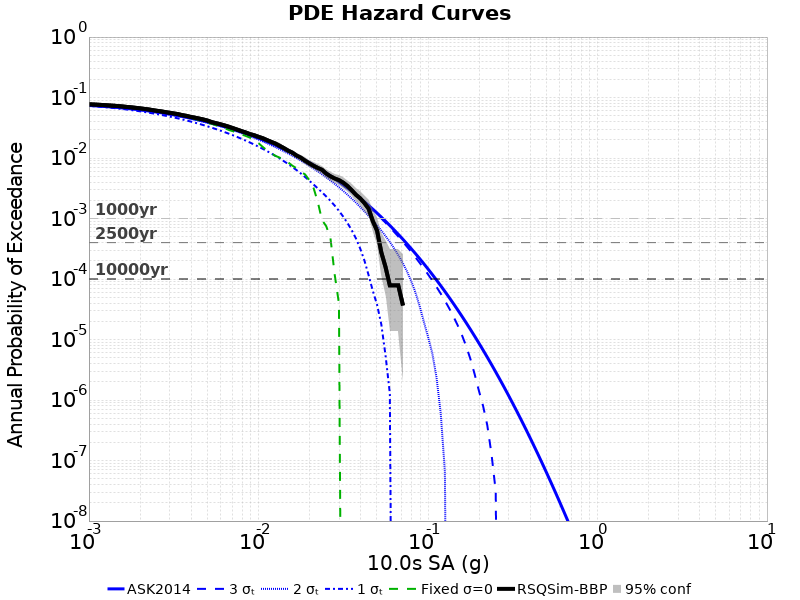 PDE Hazard Curves
Annual Probability of Exceedance
10⁰
10⁻¹
10⁻²
10⁻³
10⁻⁴
10⁻⁵
10⁻⁶
10⁻⁷
10⁻⁸
1000yr
2500yr
10000yr
10⁻³ 10⁻² 10⁻¹ 10⁰ 10¹
10.0s SA (g)
ASK2014 3 σₜ 2 σₜ 1 σₜ Fixed σ=0 RSQSim-BBP 95% conf